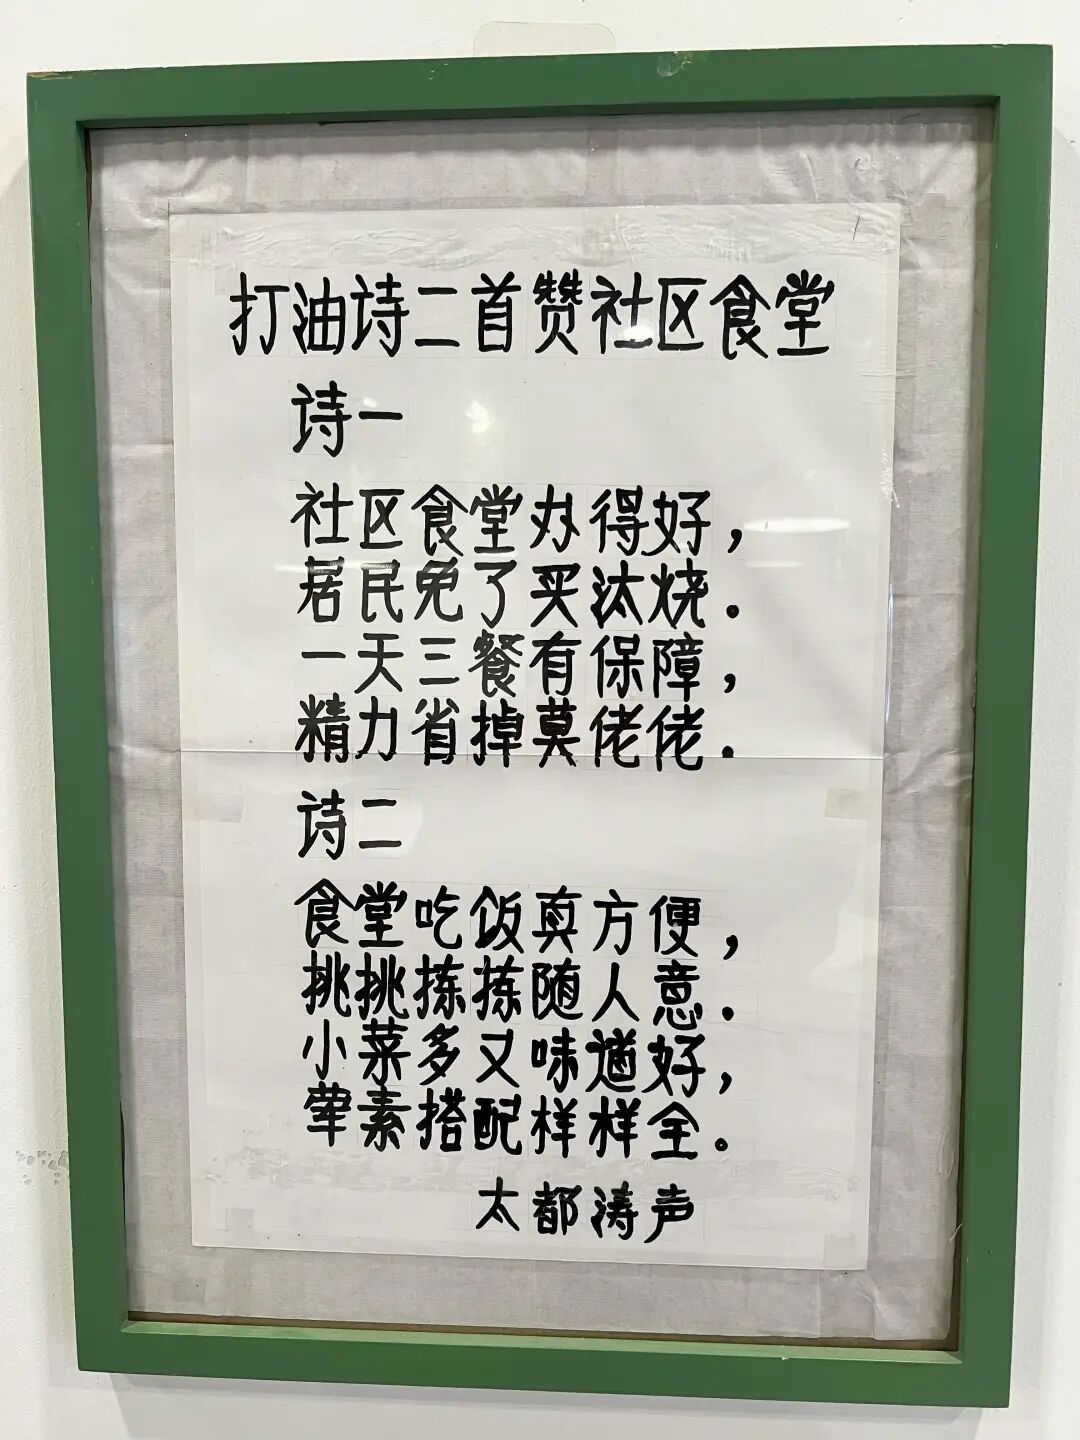 打油诗二首赞社区食堂
诗一
社区食堂办得好，
居民免了买汰烧.
一天三餐有保障，
精力省掉莫佬佬.
诗二
食堂吃饭真方便，
挑挑拣拣随人意.
小菜多又味道好，
荤素搭配样样全.
太都涛声